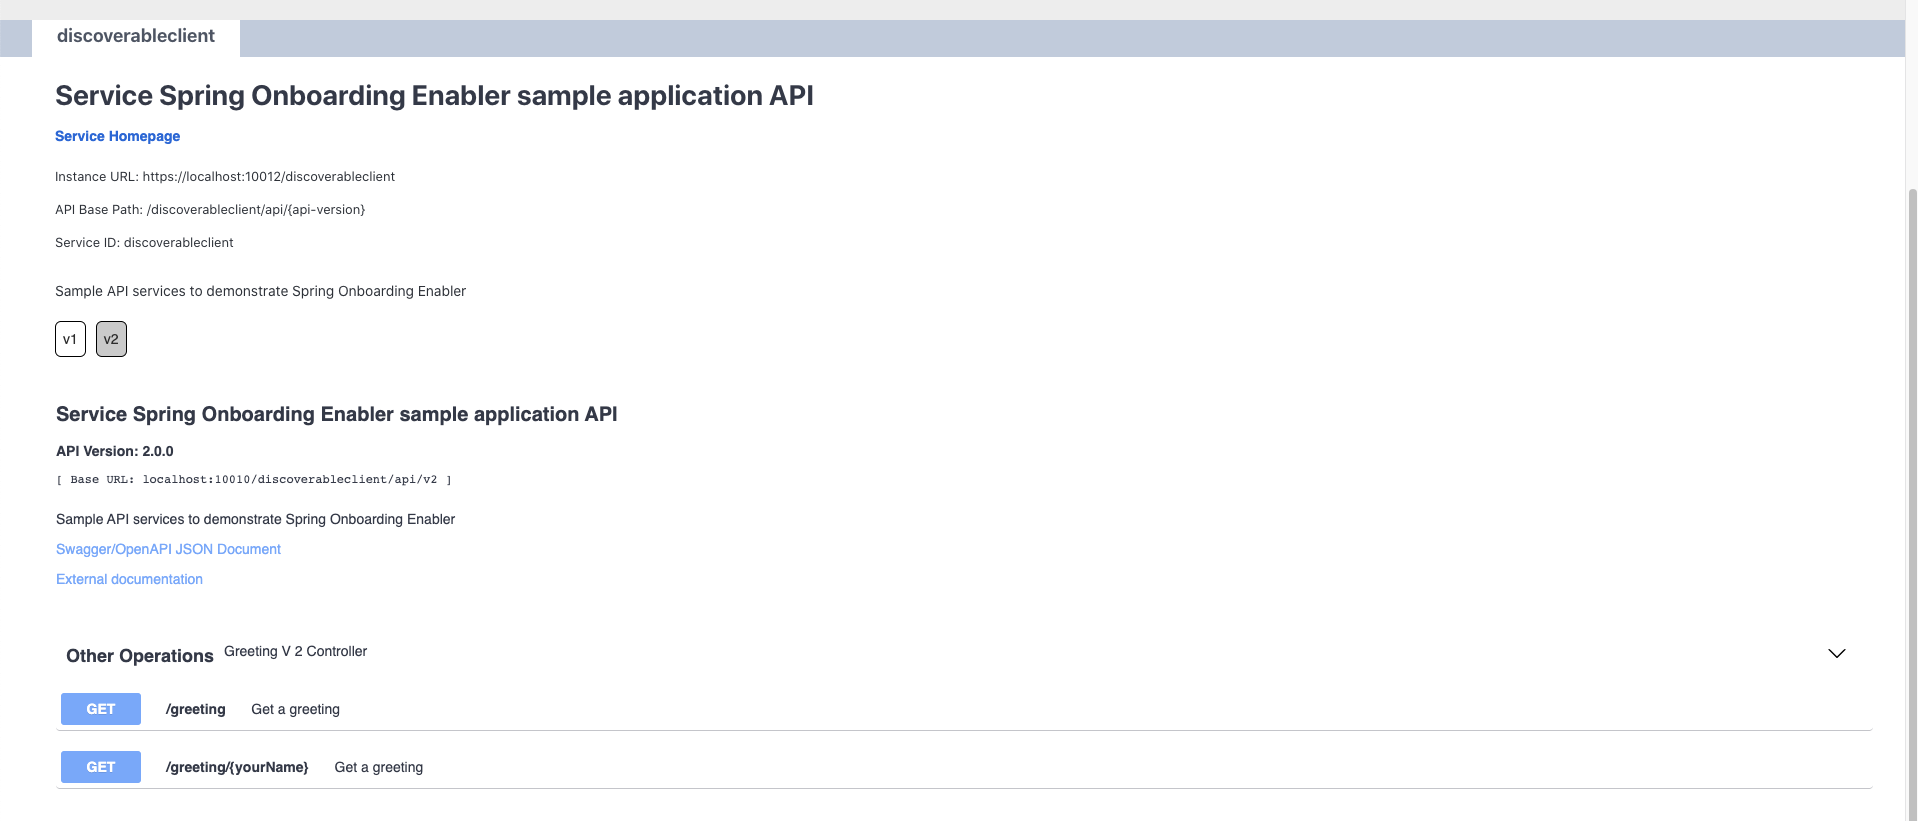 discoverableclient
Service Spring Onboarding Enabler sample application API
Service Homepage
Instance URL: https://localhost:10012/discoverableclient
API Base Path: /discoverableclient/api/{api-version}
Service ID: discoverableclient
Sample API services to demonstrate Spring Onboarding Enabler
v1 v2
Service Spring Onboarding Enabler sample application API
API Version: 2.0.0
[ Base URL: localhost:10010/discoverableclient/api/v2 ]
Sample API services to demonstrate Spring Onboarding Enabler
Swagger/OpenAPI JSON Document
External documentation
Other Operations Greeting V 2 Controller
GET /greeting Get a greeting
GET /greeting/{yourName} Get a greeting